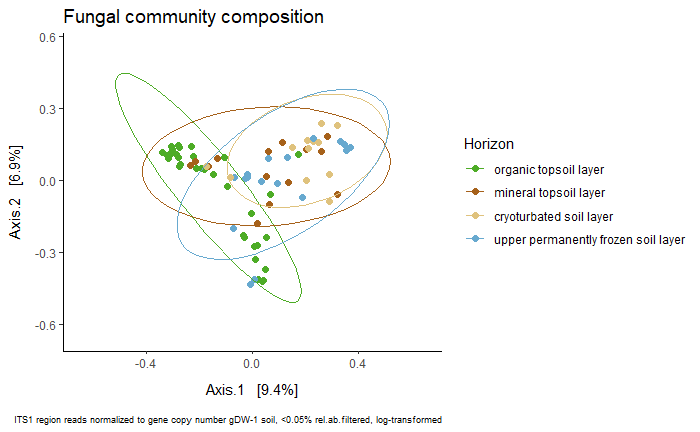 Fungal community composition
0.6
0.3
0.0
-0.3
-0.6
Axis.2 [6.9%]
-0.4
0.0
0.4
Axis.1 [9.4%]
Horizon
organic topsoil layer
mineral topsoil layer
cryoturbated soil layer
upper permanently frozen soil layer
ITS1 region reads normalized to gene copy number gDW-1 soil, <0.05% rel.ab.filtered, log-transformed